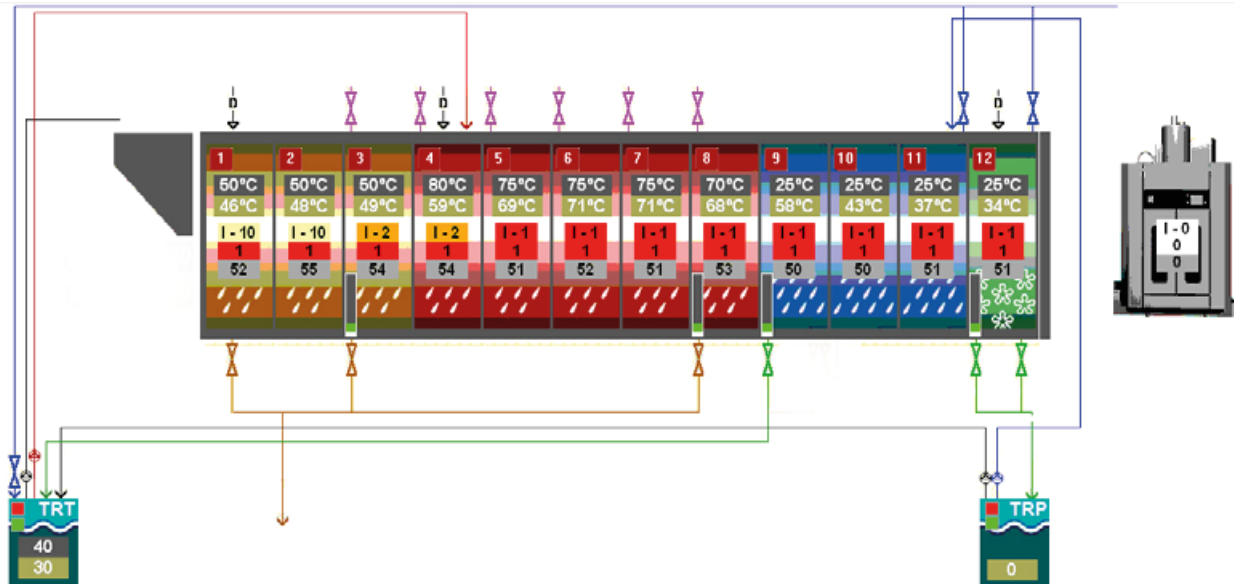 D D D
1 2 3 4 5 6 7 8 9 10 11 12
50°C 50°C 50°C 80°C 75°C 75°C 75°C 70°C 25°C 25°C 25°C 25°C
46°C 48°C 49°C 59°C 69°C 71°C 71°C 68°C 58°C 43°C 37°C 34°C
I - 10 I - 10 I - 2 I - 2 I - 1 I - 1 I - 1 I - 1 I - 1 I - 1 I - 1 I - 1 I - 0
1 1 1 1 1 1 1 1 1 1 1 1 0
52 55 54 54 51 52 51 53 50 50 51 51 0
TRT TRP
40
30 0